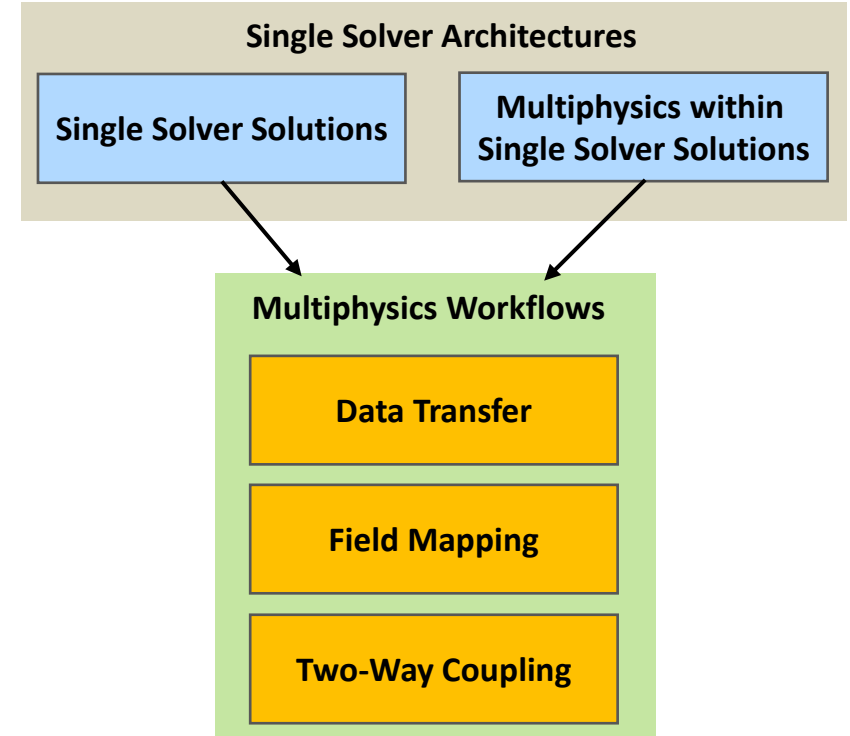 Single Solver Architectures
Single Solver Solutions
Multiphysics within
Single Solver Solutions
Multiphysics Workflows
Data Transfer
Field Mapping
Two-Way Coupling